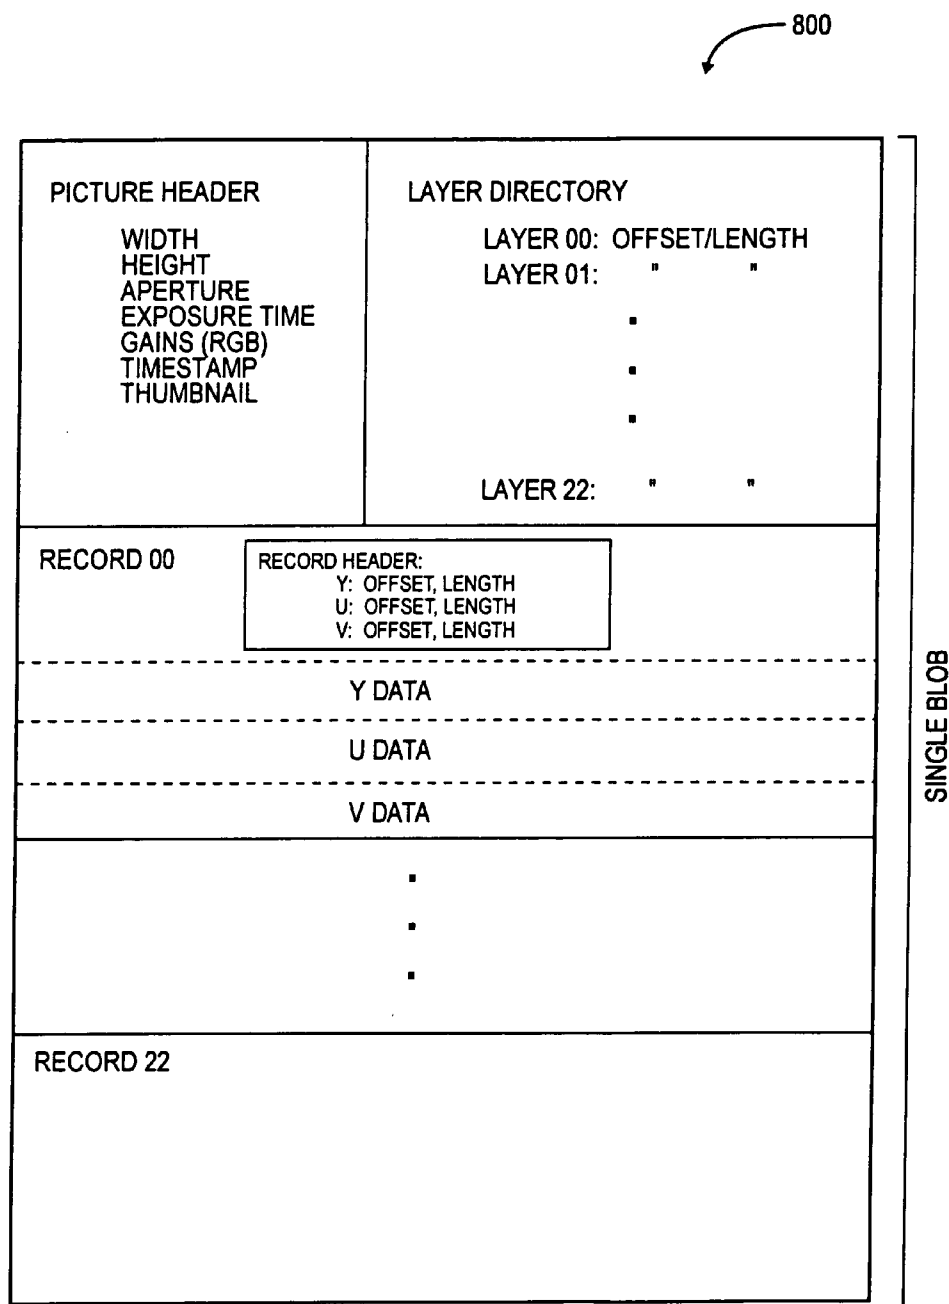 800
PICTURE HEADER
WIDTH
HEIGHT
APERTURE
EXPOSURE TIME
GAINS (RGB)
TIMESTAMP
THUMBNAIL
LAYER DIRECTORY
LAYER 00: OFFSET/LENGTH
LAYER 01: " "
LAYER 22: " "
RECORD 00
RECORD HEADER:
Y: OFFSET, LENGTH
U: OFFSET, LENGTH
V: OFFSET, LENGTH
Y DATA
U DATA
V DATA
RECORD 22
SINGLE BLOB